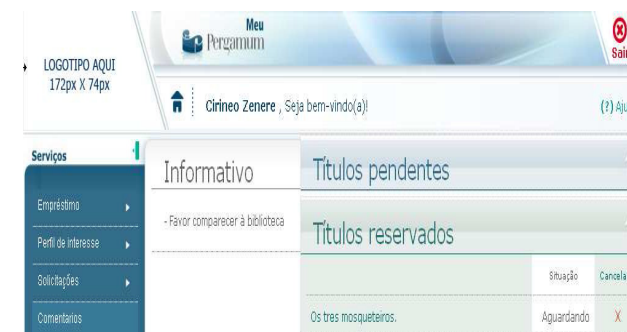 Meu
Pergamum
Sair
LOGOTIPO AQUI
172px X 74px
Cirineo Zenere , Seja bem-vindo(a)!
(?) Aju
Serviços
Informativo
Títulos pendentes
Empréstimo
- Favor comparecer à biblioteca
Títulos reservados
Perfil de interesse
Solicitações
Situação
Cancela
Comentarios
Os tres mosqueteiros.
Aguardando
X